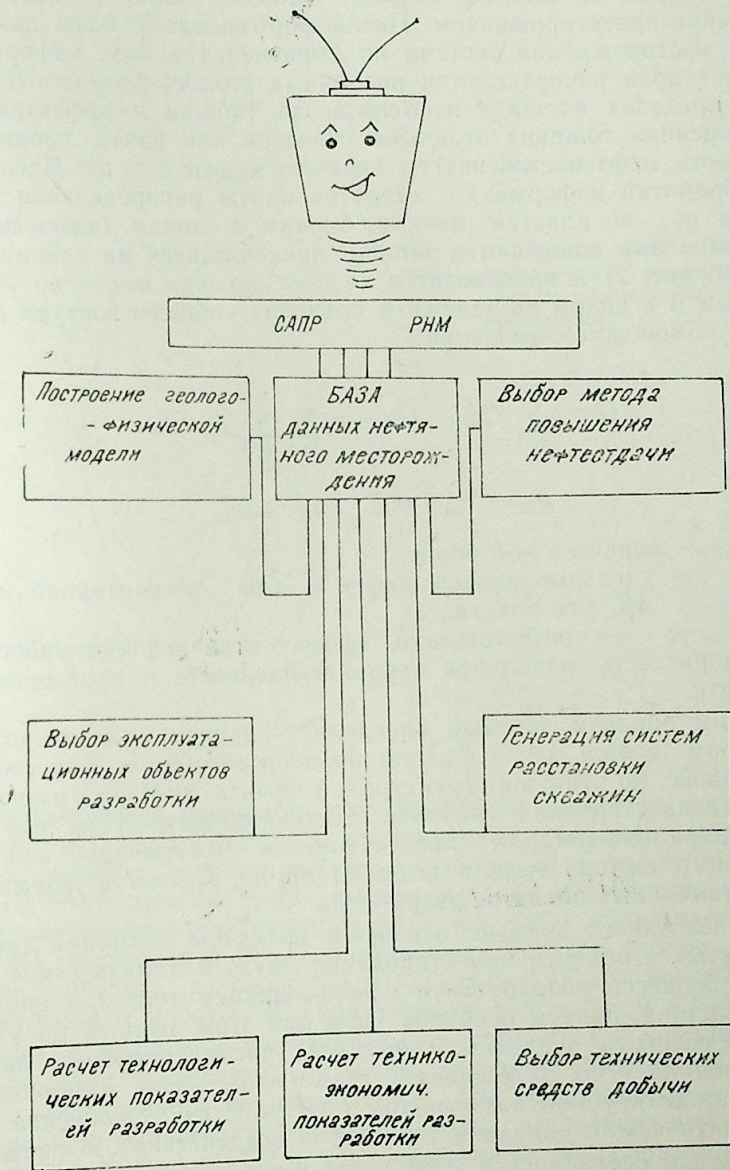 САПР РНМ
Построение геолого-
- физической
модели
БАЗА
данных нефтя-
ного месторож-
дения
Выбор метода
повышения
нефтеотдачи
Выбор эксплуата-
ционных объектов
разработки
Генерация систем
расстановки
скважин
Расчет технологи-
ческих показател-
ей разработки
Расчет технико-
экономич.
показателей раз-
работки
Выбор технических
средств добычи